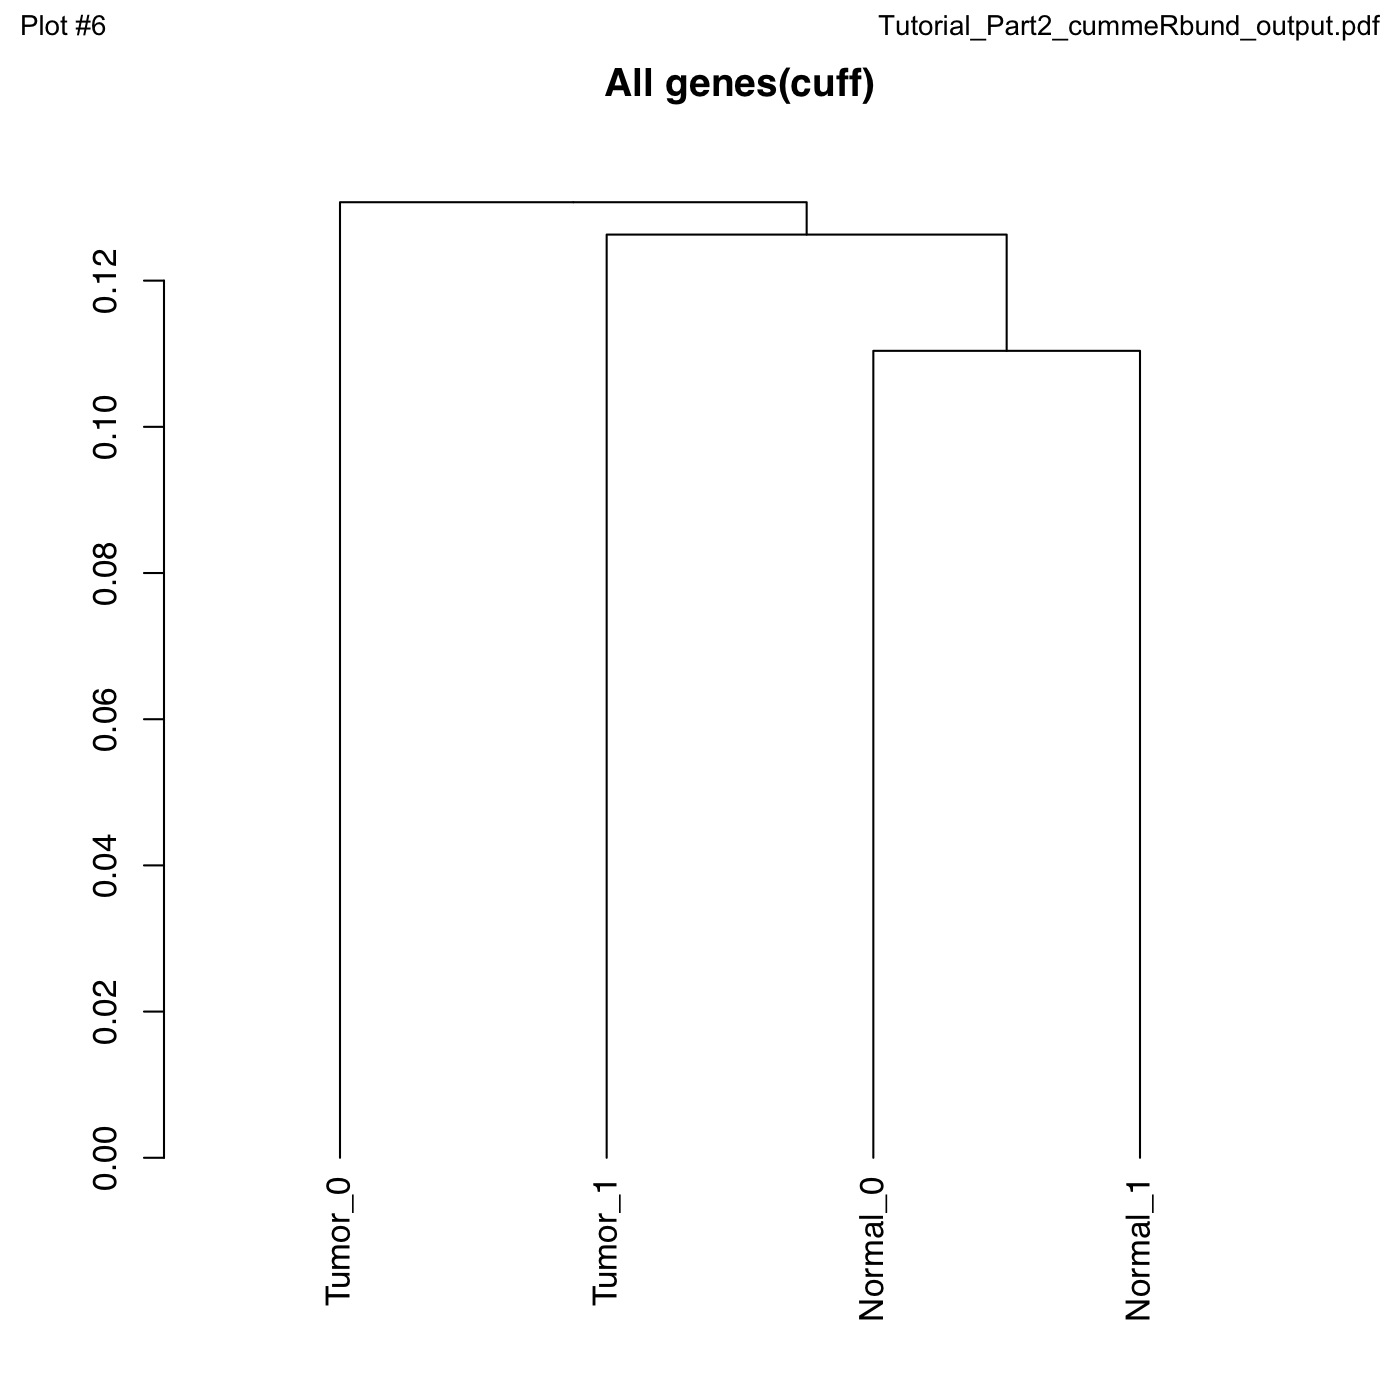 Plot #6
Tutorial_Part2_cummeRbund_output.pdf
All genes(cuff)
0.12
0.10
0.08
0.06
0.04
0.02
0.00
Tumor_0
Tumor_1
Normal_0
Normal_1